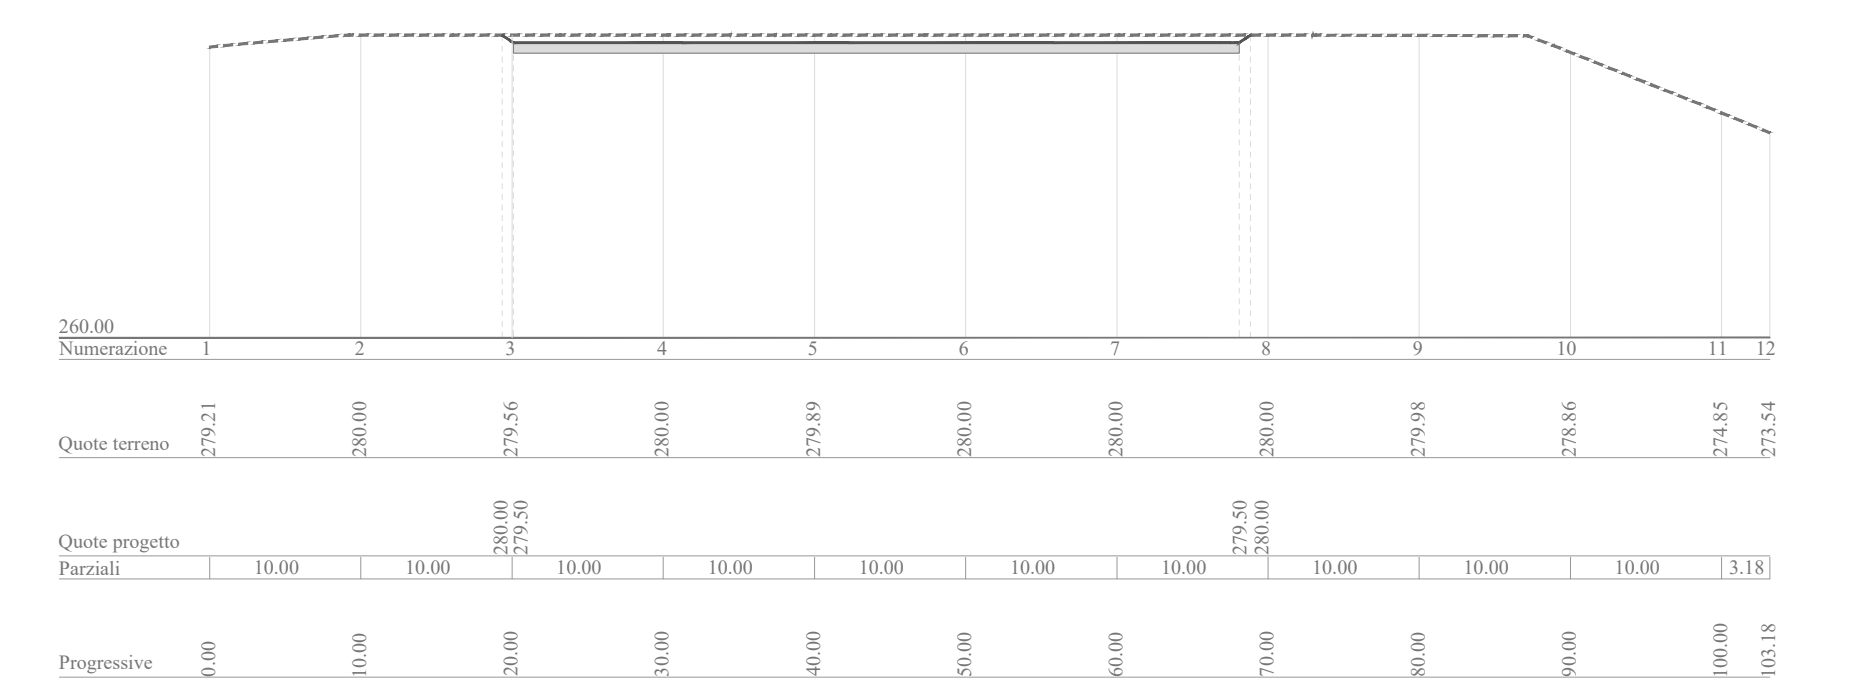 260.00
Numerazione 1 2 3 4 5 6 7 8 9 10 11 12
Quote terreno 279.21 280.00 279.56 280.00 279.89 280.00 280.00 280.00 279.98 278.86 274.85 273.54
Quote progetto 280.00 279.50 279.50 280.00
Parziali 10.00 10.00 10.00 10.00 10.00 10.00 10.00 10.00 10.00 10.00 3.18
Progressive 0.00 10.00 20.00 30.00 40.00 50.00 60.00 70.00 80.00 90.00 100.00 103.18